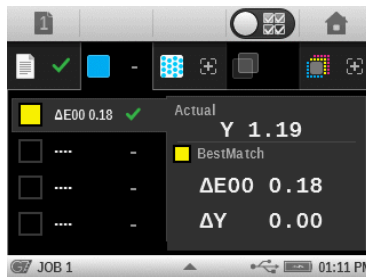 1
-
ΔE00 0.18
---- -
---- -
---- -
Actual
Y 1.19
BestMatch
ΔE00 0.18
ΔY 0.00
G7 JOB 1
01:11 PM